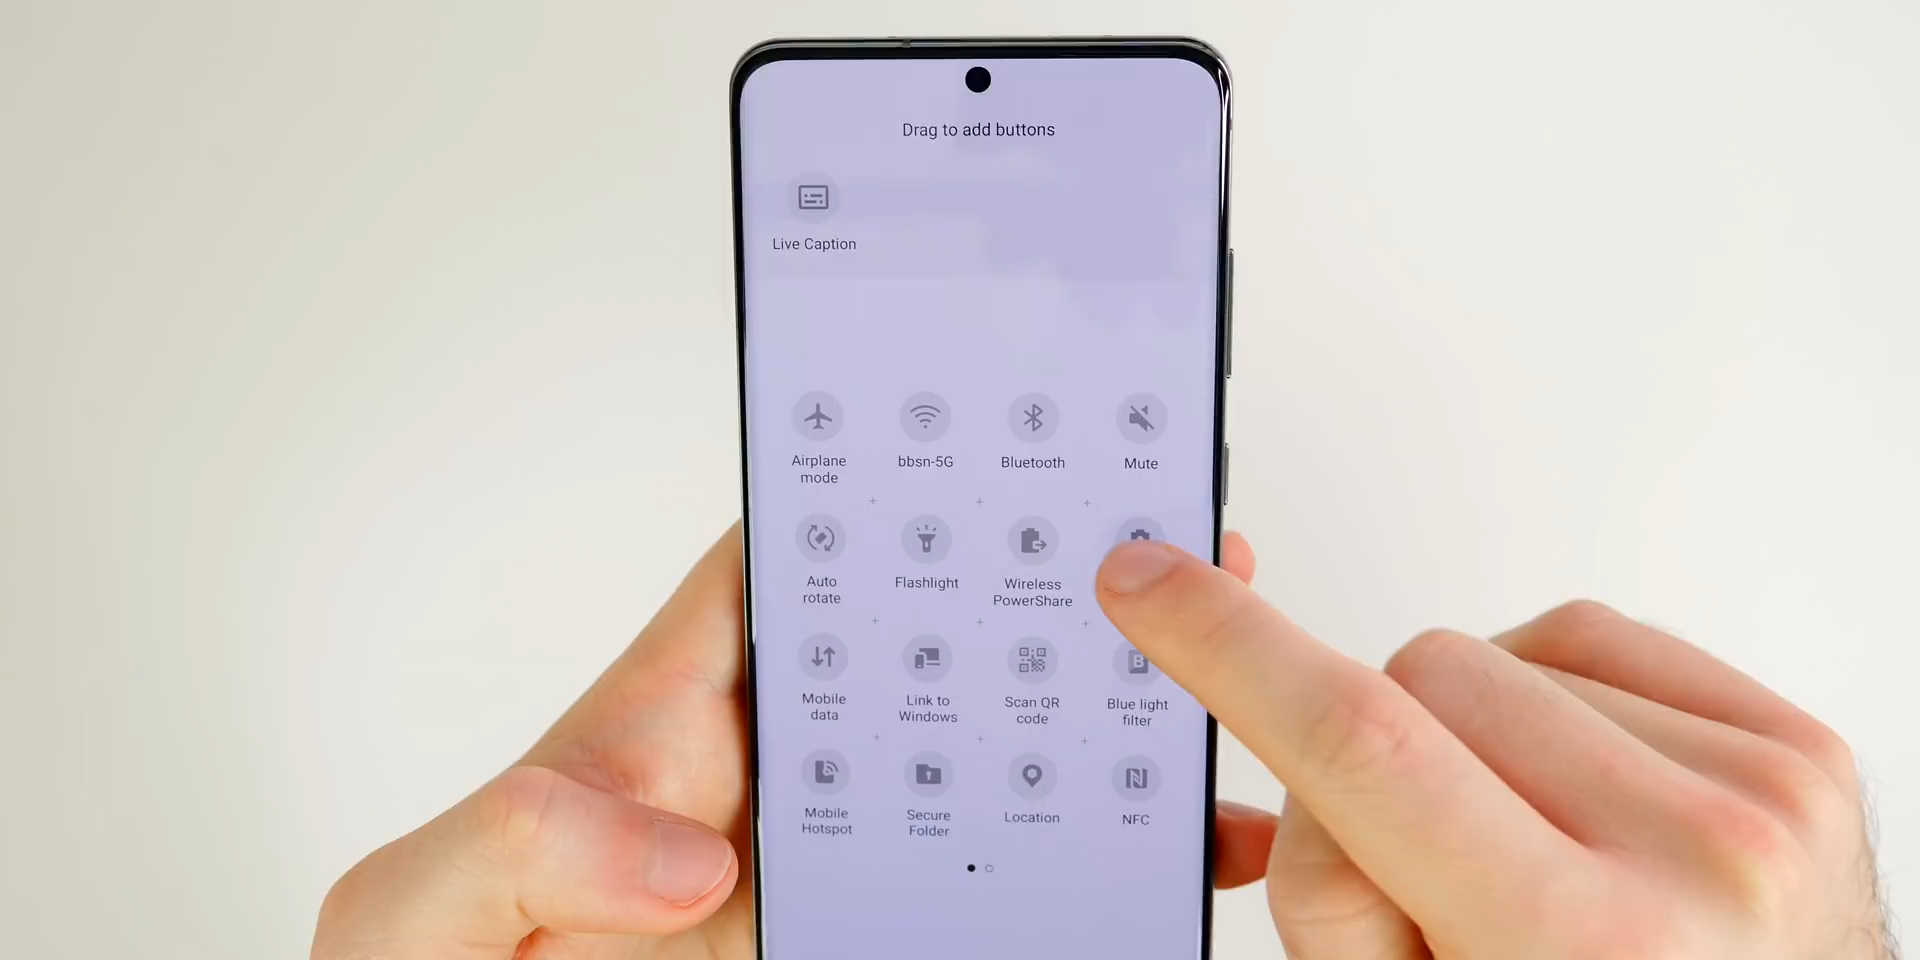 Drag to add buttons
Live Caption
Airplane
mode
bbsn-5G
Bluetooth
Mute
Auto
rotate
Flashlight
Wireless
PowerShare
Mobile
data
Link to
Windows
Scan QR
code
B
Blue light
filter
Mobile
Hotspot
Secure
Folder
Location
NFC